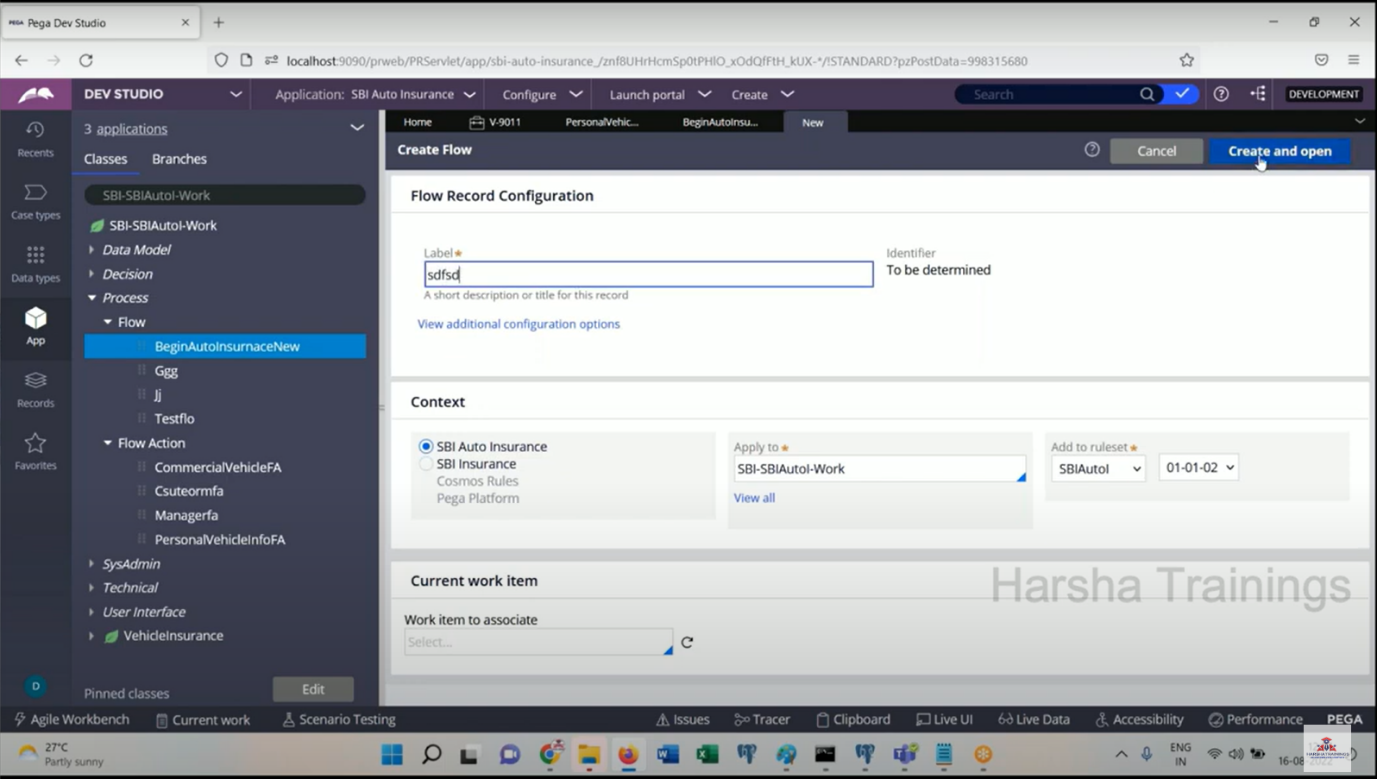 PEGA Pega Dev Studio
localhost:9090/prweb/PRServlet/app/sbi-auto-insurance_/znf8UHrHcmSp0tPHlO_xOdQfFtH_kUX-*/!STANDARD?pzPostData=998315680
DEV STUDIO
Application: SBI Auto Insurance
Configure
Launch portal
Create
Search
DEVELOPMENT
Recents
Case types
Data types
App
Records
Favorites
D
3 applications
Classes
Branches
SBI-SBIAutoI-Work
SBI-SBIAutoI-Work
Data Model
Decision
Process
Flow
BeginAutoInsurnaceNew
Ggg
Jj
Testflo
Flow Action
CommercialVehicleFA
Csuteormfa
Managerfa
PersonalVehicleInfoFA
SysAdmin
Technical
User Interface
VehicleInsurance
Pinned classes
Edit
Home
V-9011
PersonalVehic...
BeginAutoInsu...
New
Create Flow
Cancel
Create and open
Flow Record Configuration
Label
sdfsd
A short description or title for this record
Identifier
To be determined
View additional configuration options
Context
SBI Auto Insurance
SBI Insurance
Cosmos Rules
Pega Platform
Apply to
SBI-SBIAutoI-Work
View all
Add to ruleset
SBIAutoI
01-01-02
Current work item
Work item to associate
Select...
Harsha Trainings
Agile Workbench
Current work
Scenario Testing
Issues
Tracer
Clipboard
Live UI
Live Data
Accessibility
Performance
PEGA
27°C
Partly sunny
ENG
IN